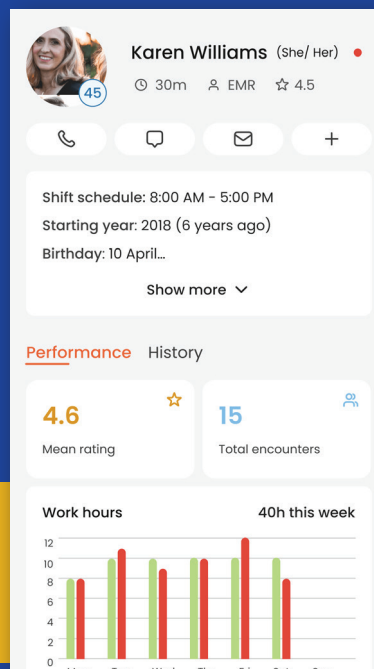 Karen Williams (She/ Her)
45
30m EMR 4.5
Shift schedule: 8:00 AM - 5:00 PM
Starting year: 2018 (6 years ago)
Birthday: 10 April...
Show more
Performance History
4.6 15
Mean rating Total encounters
Work hours 40h this week
12
10
8
6
4
2
0